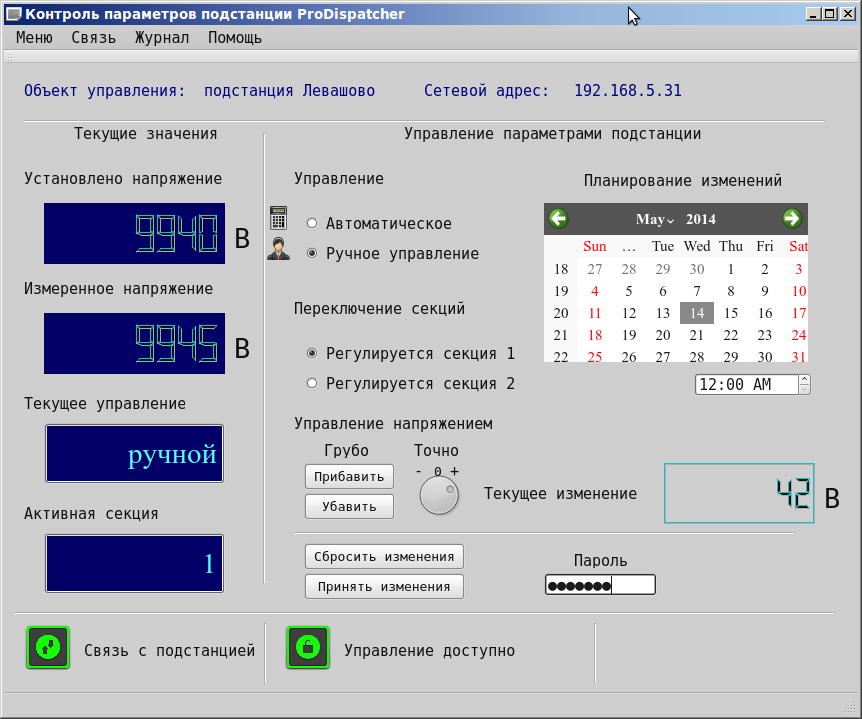 Контроль параметров подстанции ProDispatcher
Меню Связь Журнал Помощь
Объект управления: подстанция Левашово Сетевой адрес: 192.168.5.31
Текущие значения
Установлено напряжение
9940 В
Измеренное напряжение
9945 В
Текущее управление
ручной
Активная секция
1
Управление параметрами подстанции
Управление
Автоматическое
Ручное управление
Переключение секций
Регулируется секция 1
Регулируется секция 2
Планирование изменений
May 2014
Sun ... Tue Wed Thu Fri Sat
18 27 28 29 30 1 2 3
19 4 5 6 7 8 9 10
20 11 12 13 14 15 16 17
21 18 19 20 21 22 23 24
22 25 26 27 28 29 30 31
12:00 AM
Управление напряжением
Грубо Точно
- 0 +
Прибавить
Убавить
Текущее изменение 42 В
Сбросить изменения
Принять изменения
Пароль
Связь с подстанцией
Управление доступно